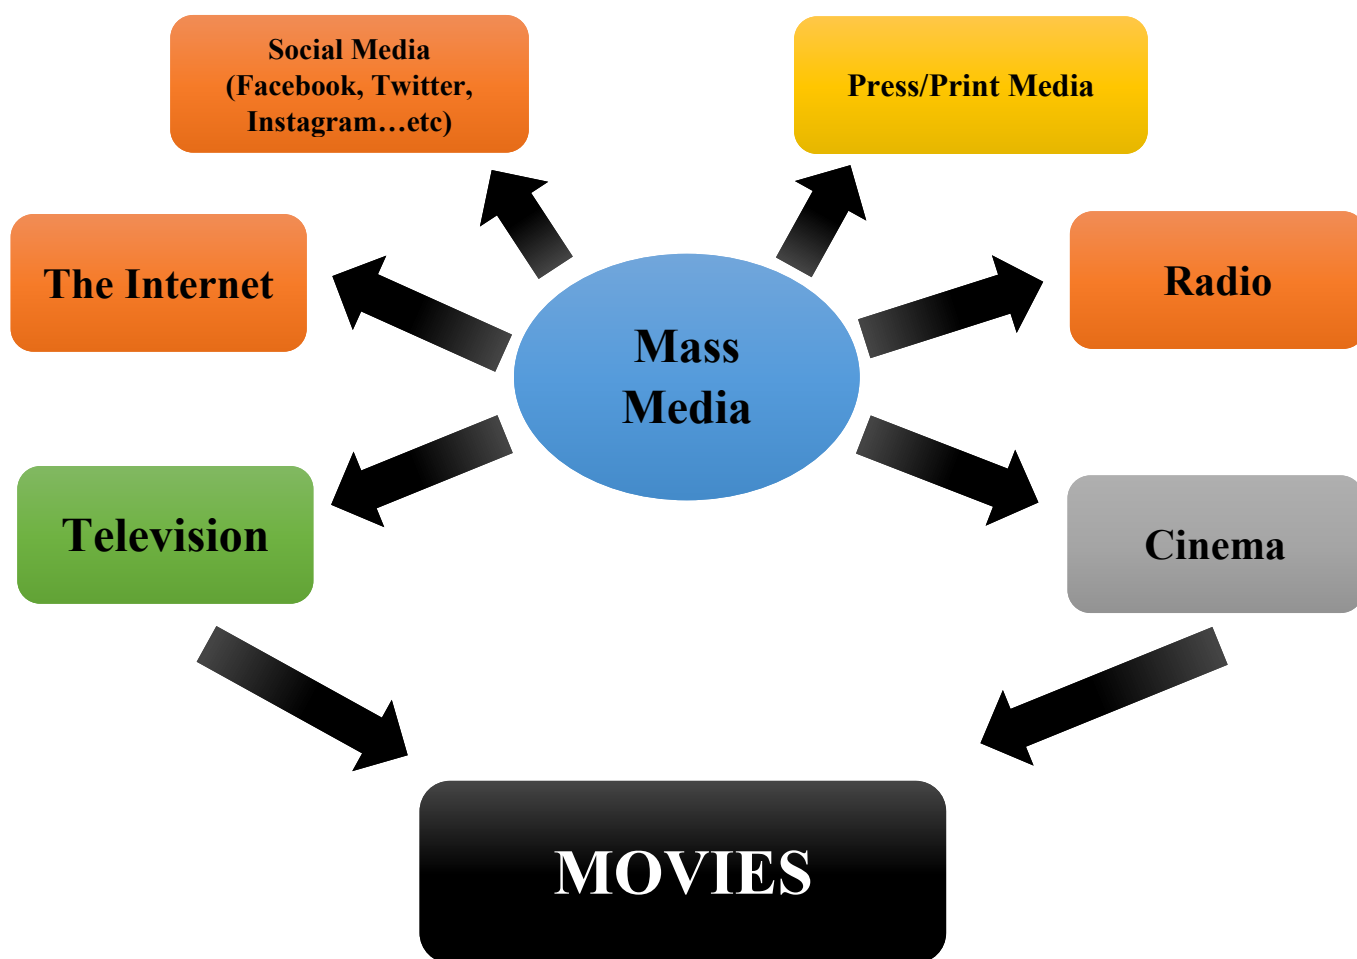 Social Media
(Facebook, Twitter,
Instagram…etc)
Press/Print Media
The Internet
Radio
Mass
Media
Television
Cinema
MOVIES